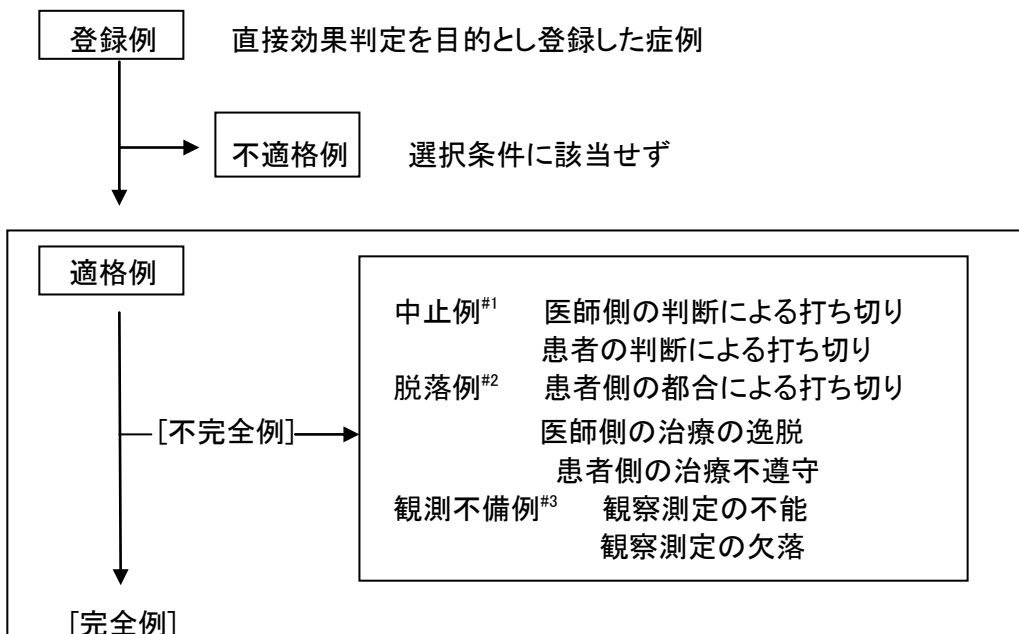 登録例 直接効果判定を目的とし登録した症例
不適格例 選択条件に該当せず
適格例
中止例#1 医師側の判断による打ち切り
患者の判断による打ち切り
脱落例#2 患者側の都合による打ち切り
[不完全例]
医師側の治療の逸脱
患者側の治療不遵守
観測不備例#3 観察測定の不能
観察測定の欠落
[完全例]